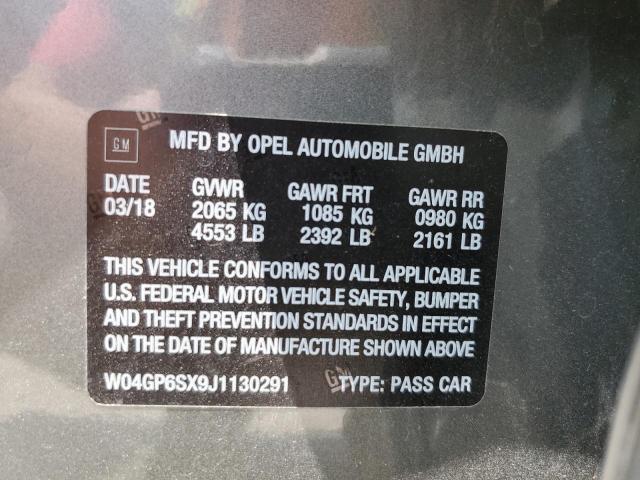 GM
MFD BY OPEL AUTOMOBILE GMBH
DATE GVWR GAWR FRT GAWR RR
03/18 2065 KG 1085 KG 0980 KG
4553 LB 2392 LB 2161 LB
THIS VEHICLE CONFORMS TO ALL APPLICABLE
U.S. FEDERAL MOTOR VEHICLE SAFETY, BUMPER
AND THEFT PREVENTION STANDARDS IN EFFECT
ON THE DATE OF MANUFACTURE SHOWN ABOVE
W04GP6SX9J1130291 TYPE: PASS CAR